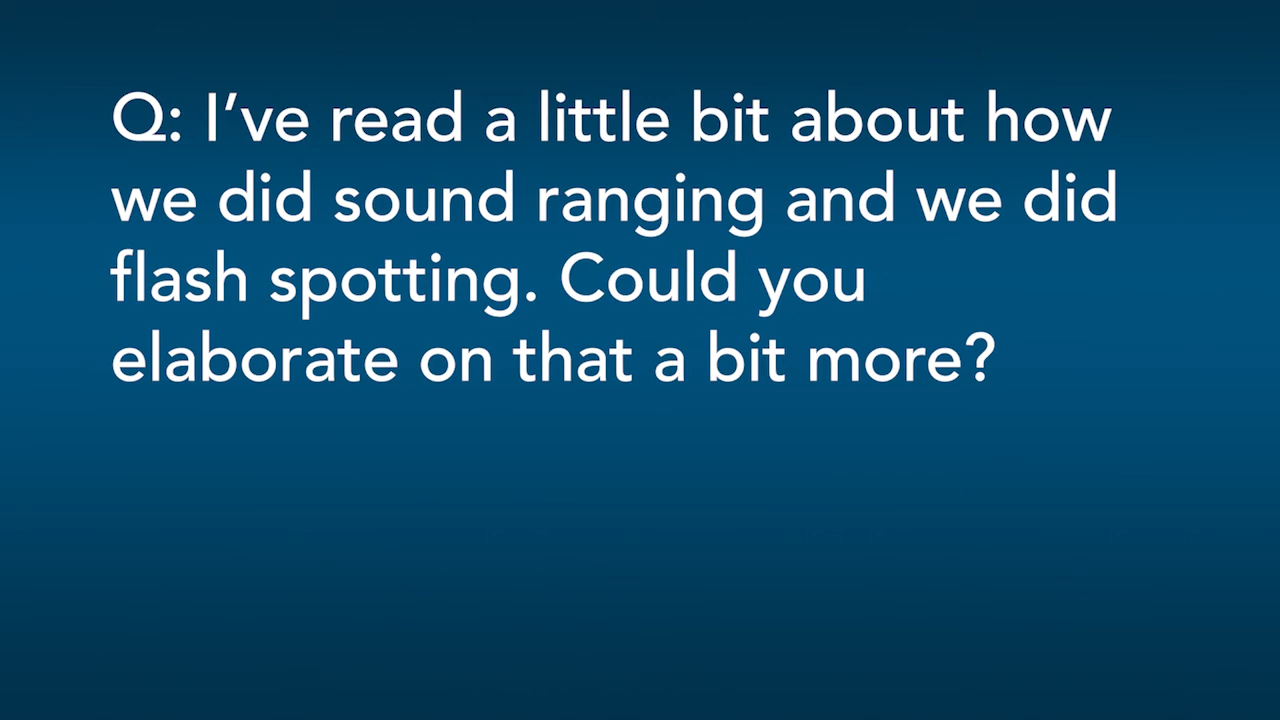 Q: I’ve read a little bit about how
we did sound ranging and we did
flash spotting. Could you
elaborate on that a bit more?